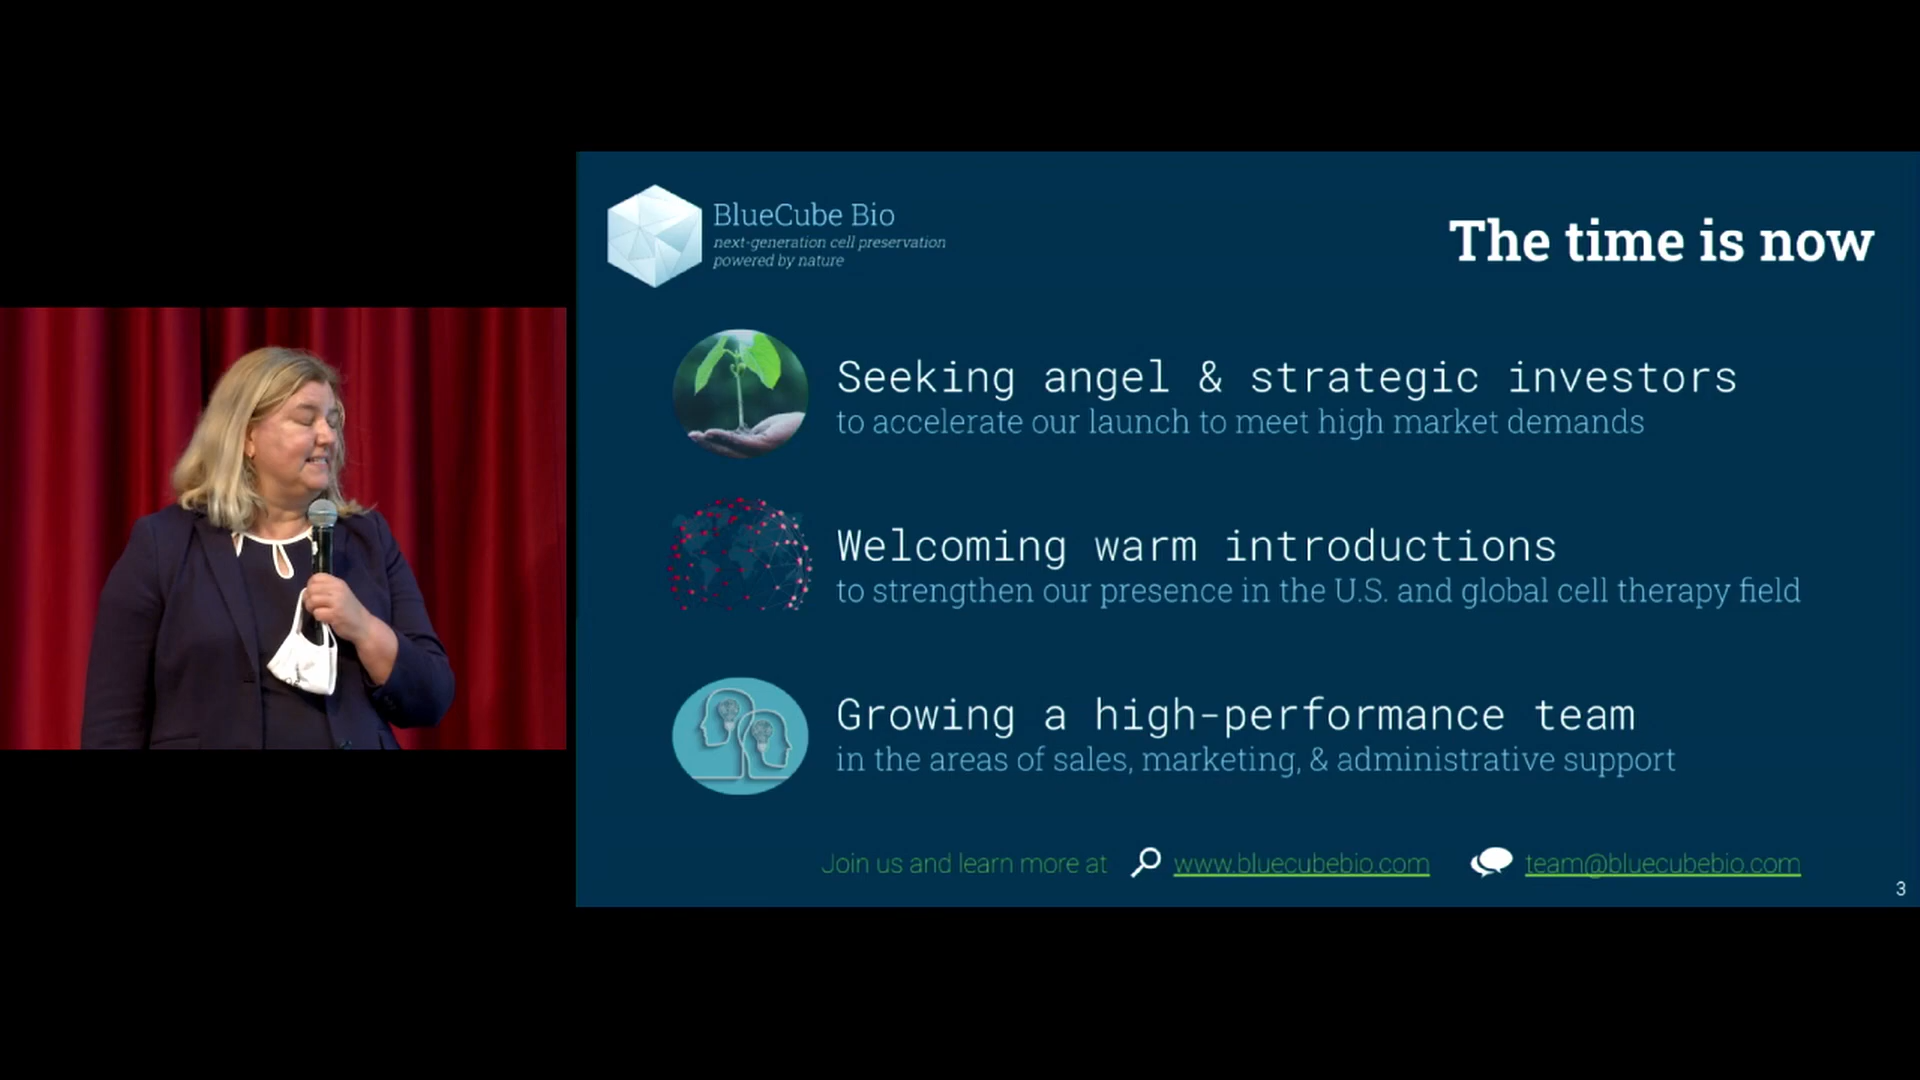 BlueCube Bio
next-generation cell preservation
powered by nature
The time is now
Seeking angel & strategic investors
to accelerate our launch to meet high market demands
Welcoming warm introductions
to strengthen our presence in the U.S. and global cell therapy field
Growing a high-performance team
in the areas of sales, marketing, & administrative support
Join us and learn more at www.bluecubebio.com team@bluecubebio.com
3